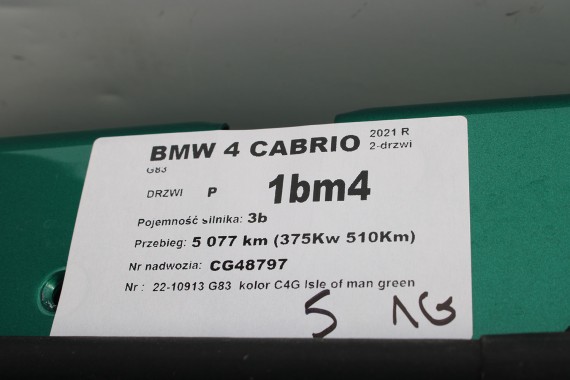 BMW 4 CABRIO 2021 R
G83 2-drzwi
DRZWI P 1bm4
Pojemność silnika: 3b
Przebieg: 5 077 km (375Kw 510Km)
Nr nadwozia: CG48797
Nr : 22-10913 G83 kolor C4G Isle of man green
5